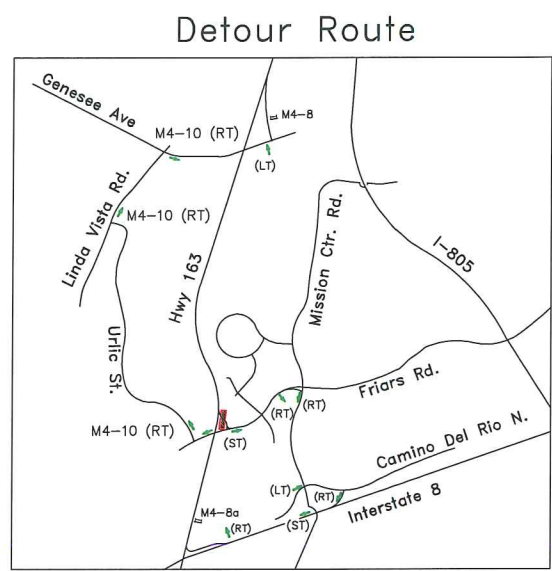 Detour Route
Genesee Ave
M4-8
M4-10 (RT)
(LT)
Linda Vista Rd.
M4-10 (RT)
Mission Ctr. Rd.
I-805
Hwy 163
Urlic St.
Friars Rd.
(RT)
(RT)
M4-10 (RT)
(ST)
Camino Del Rio N.
(LT)
(RT)
Interstate 8
M4-8a
(RT)
(ST)